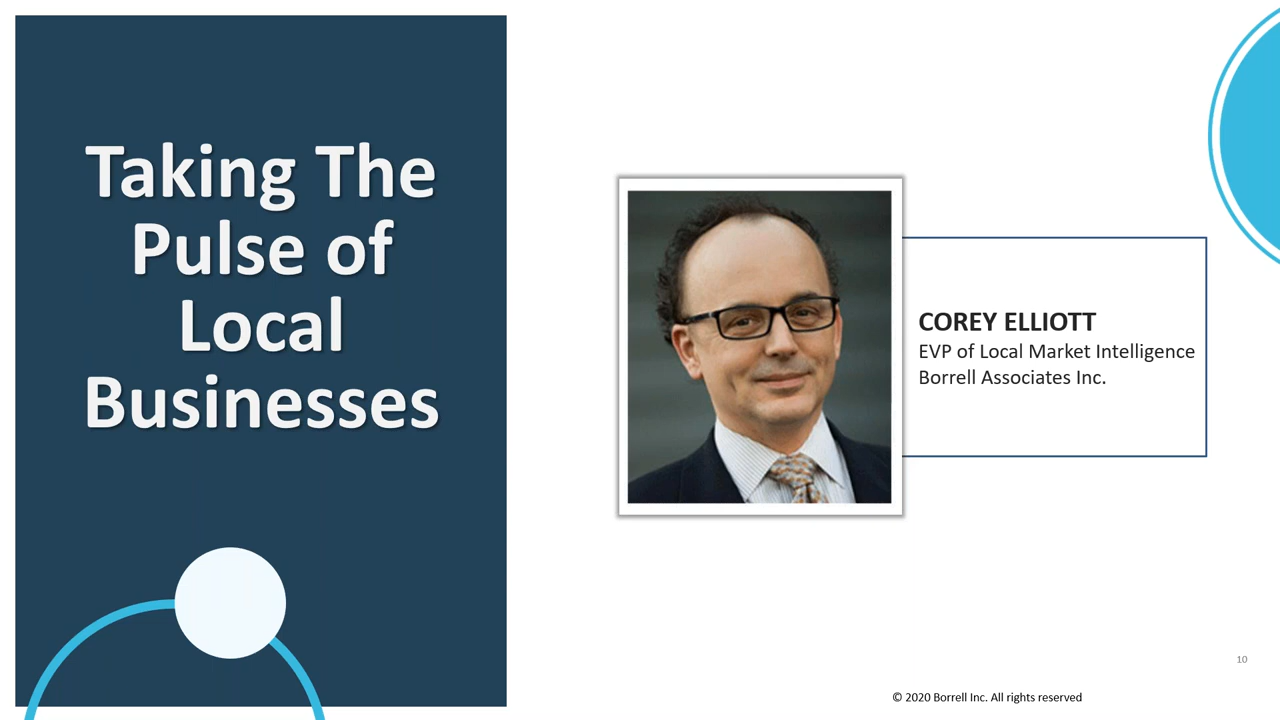 Taking The
Pulse of
Local
Businesses
COREY ELLIOTT
EVP of Local Market Intelligence
Borrell Associates Inc.
10
© 2020 Borrell Inc. All rights reserved